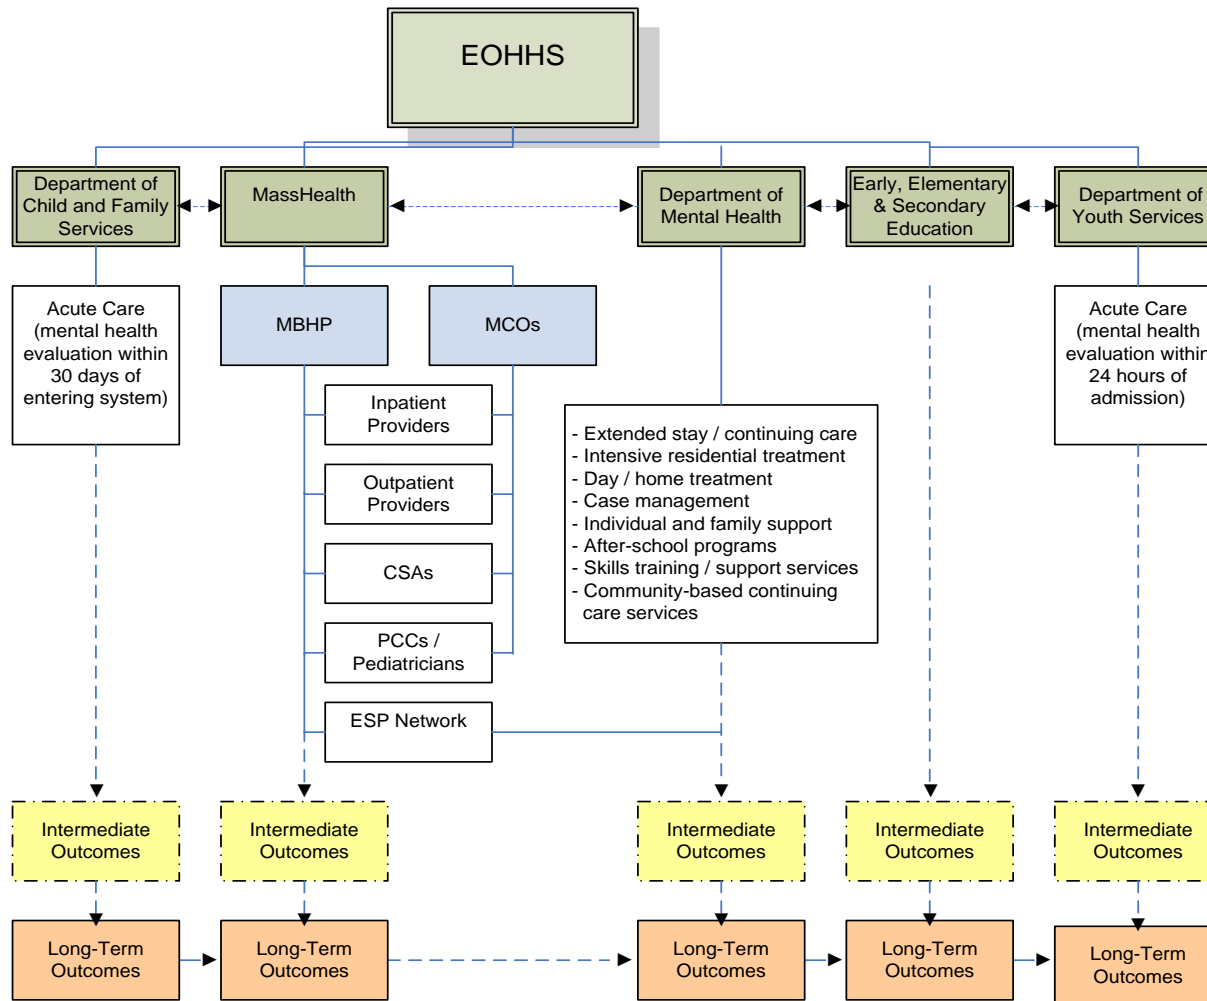 EOHHS
Department of
Child and Family
Services
MassHealth
Department of
Mental Health
Early, Elementary
& Secondary
Education
Department of
Youth Services
Acute Care
(mental health
evaluation within
30 days of
entering system)
MBHP
MCOs
Acute Care
(mental health
evaluation within
24 hours of
admission)
Inpatient
Providers
Outpatient
Providers
CSAs
PCCs /
Pediatricians
ESP Network
- Extended stay / continuing care
- Intensive residential treatment
- Day / home treatment
- Case management
- Individual and family support
- After-school programs
- Skills training / support services
- Community-based continuing
care services
Intermediate
Outcomes
Intermediate
Outcomes
Intermediate
Outcomes
Intermediate
Outcomes
Intermediate
Outcomes
Long-Term
Outcomes
Long-Term
Outcomes
Long-Term
Outcomes
Long-Term
Outcomes
Long-Term
Outcomes